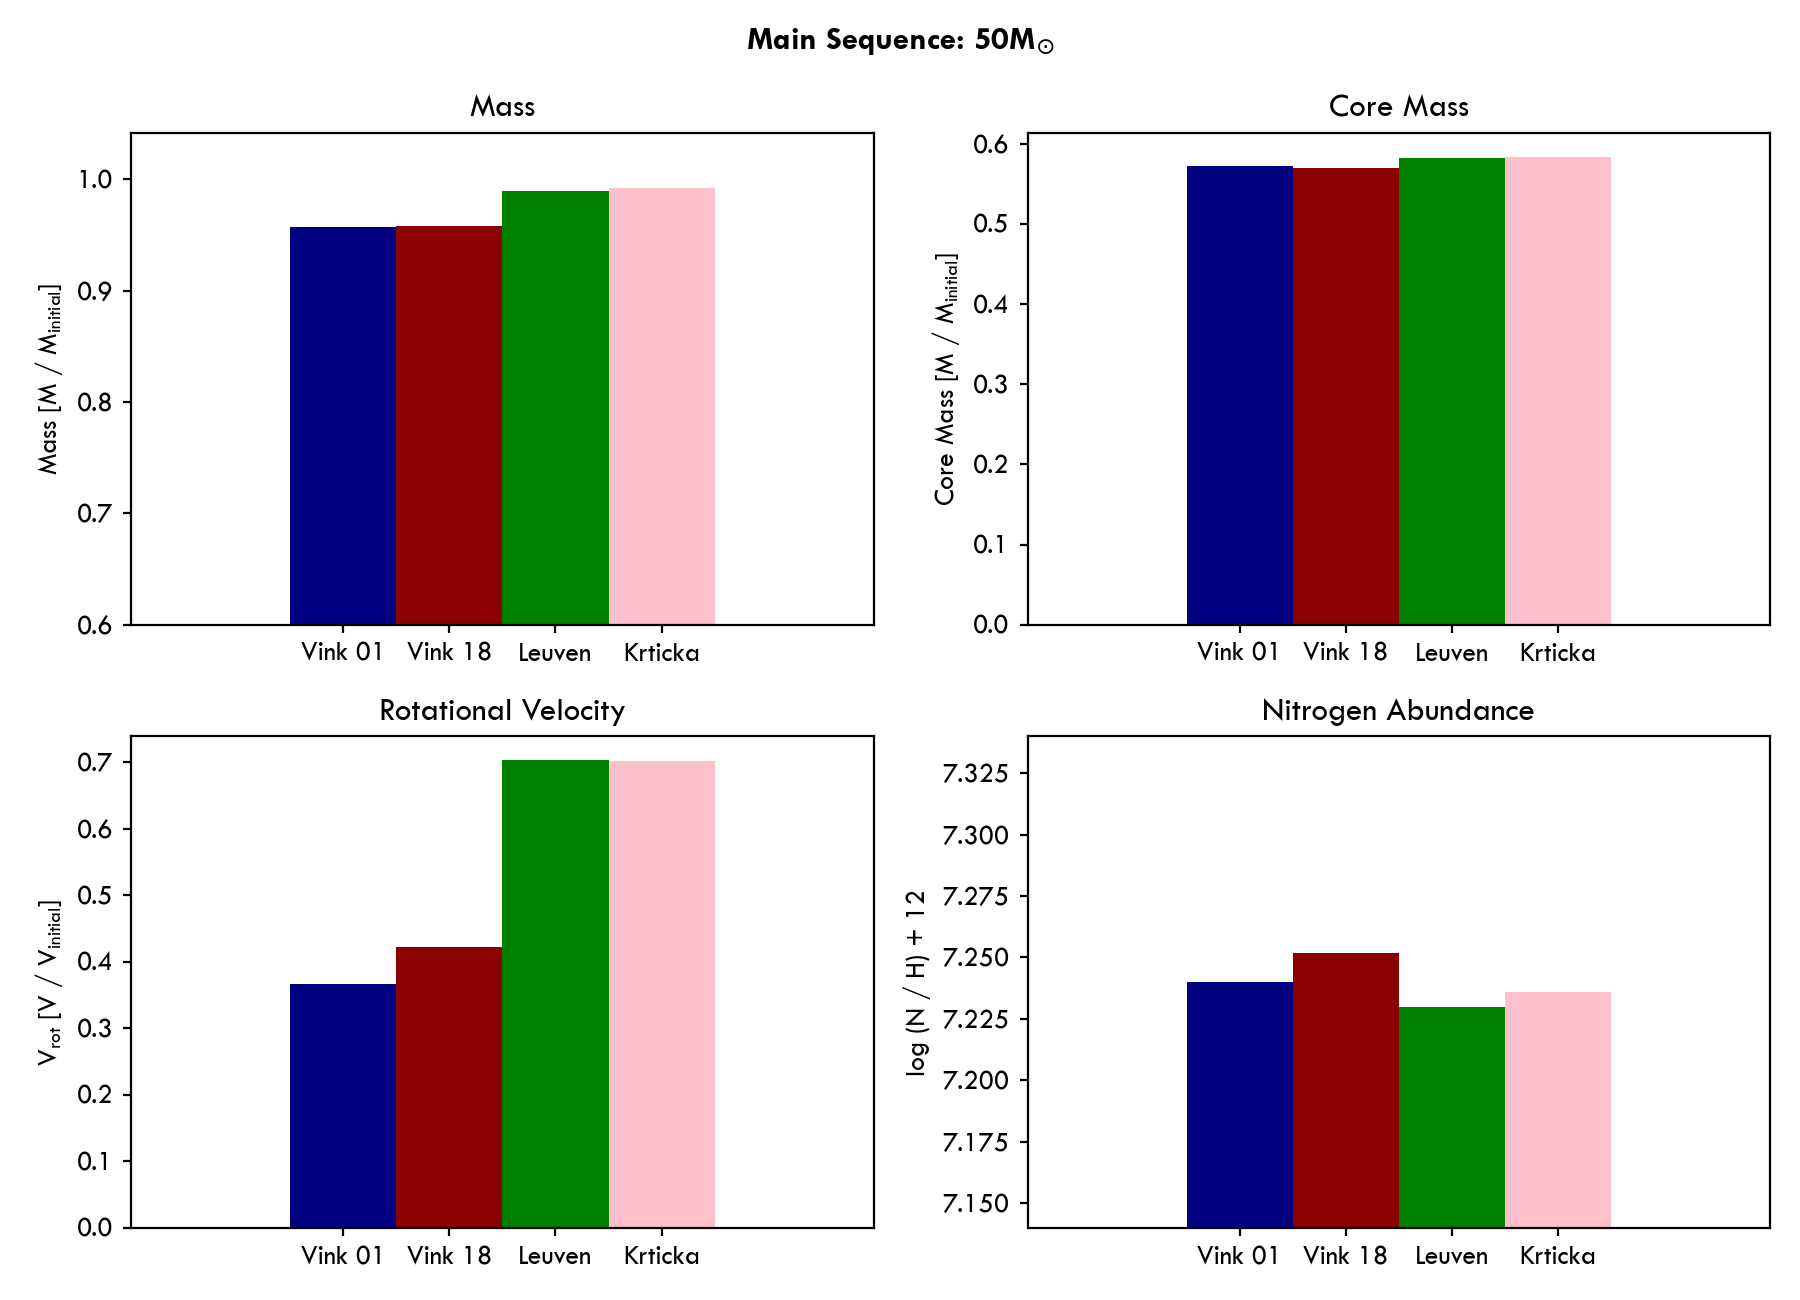 Main Sequence: 50M⊙
Mass
Mass [M / Minitial]
1.0
0.9
0.8
0.7
0.6
Vink 01 Vink 18 Leuven Krticka
Core Mass
Core Mass [M / Minitial]
0.6
0.5
0.4
0.3
0.2
0.1
0.0
Vink 01 Vink 18 Leuven Krticka
Rotational Velocity
Vrot [V / Vinitial]
0.7
0.6
0.5
0.4
0.3
0.2
0.1
0.0
Vink 01 Vink 18 Leuven Krticka
Nitrogen Abundance
log (N / H) + 12
7.325
7.300
7.275
7.250
7.225
7.200
7.175
7.150
Vink 01 Vink 18 Leuven Krticka